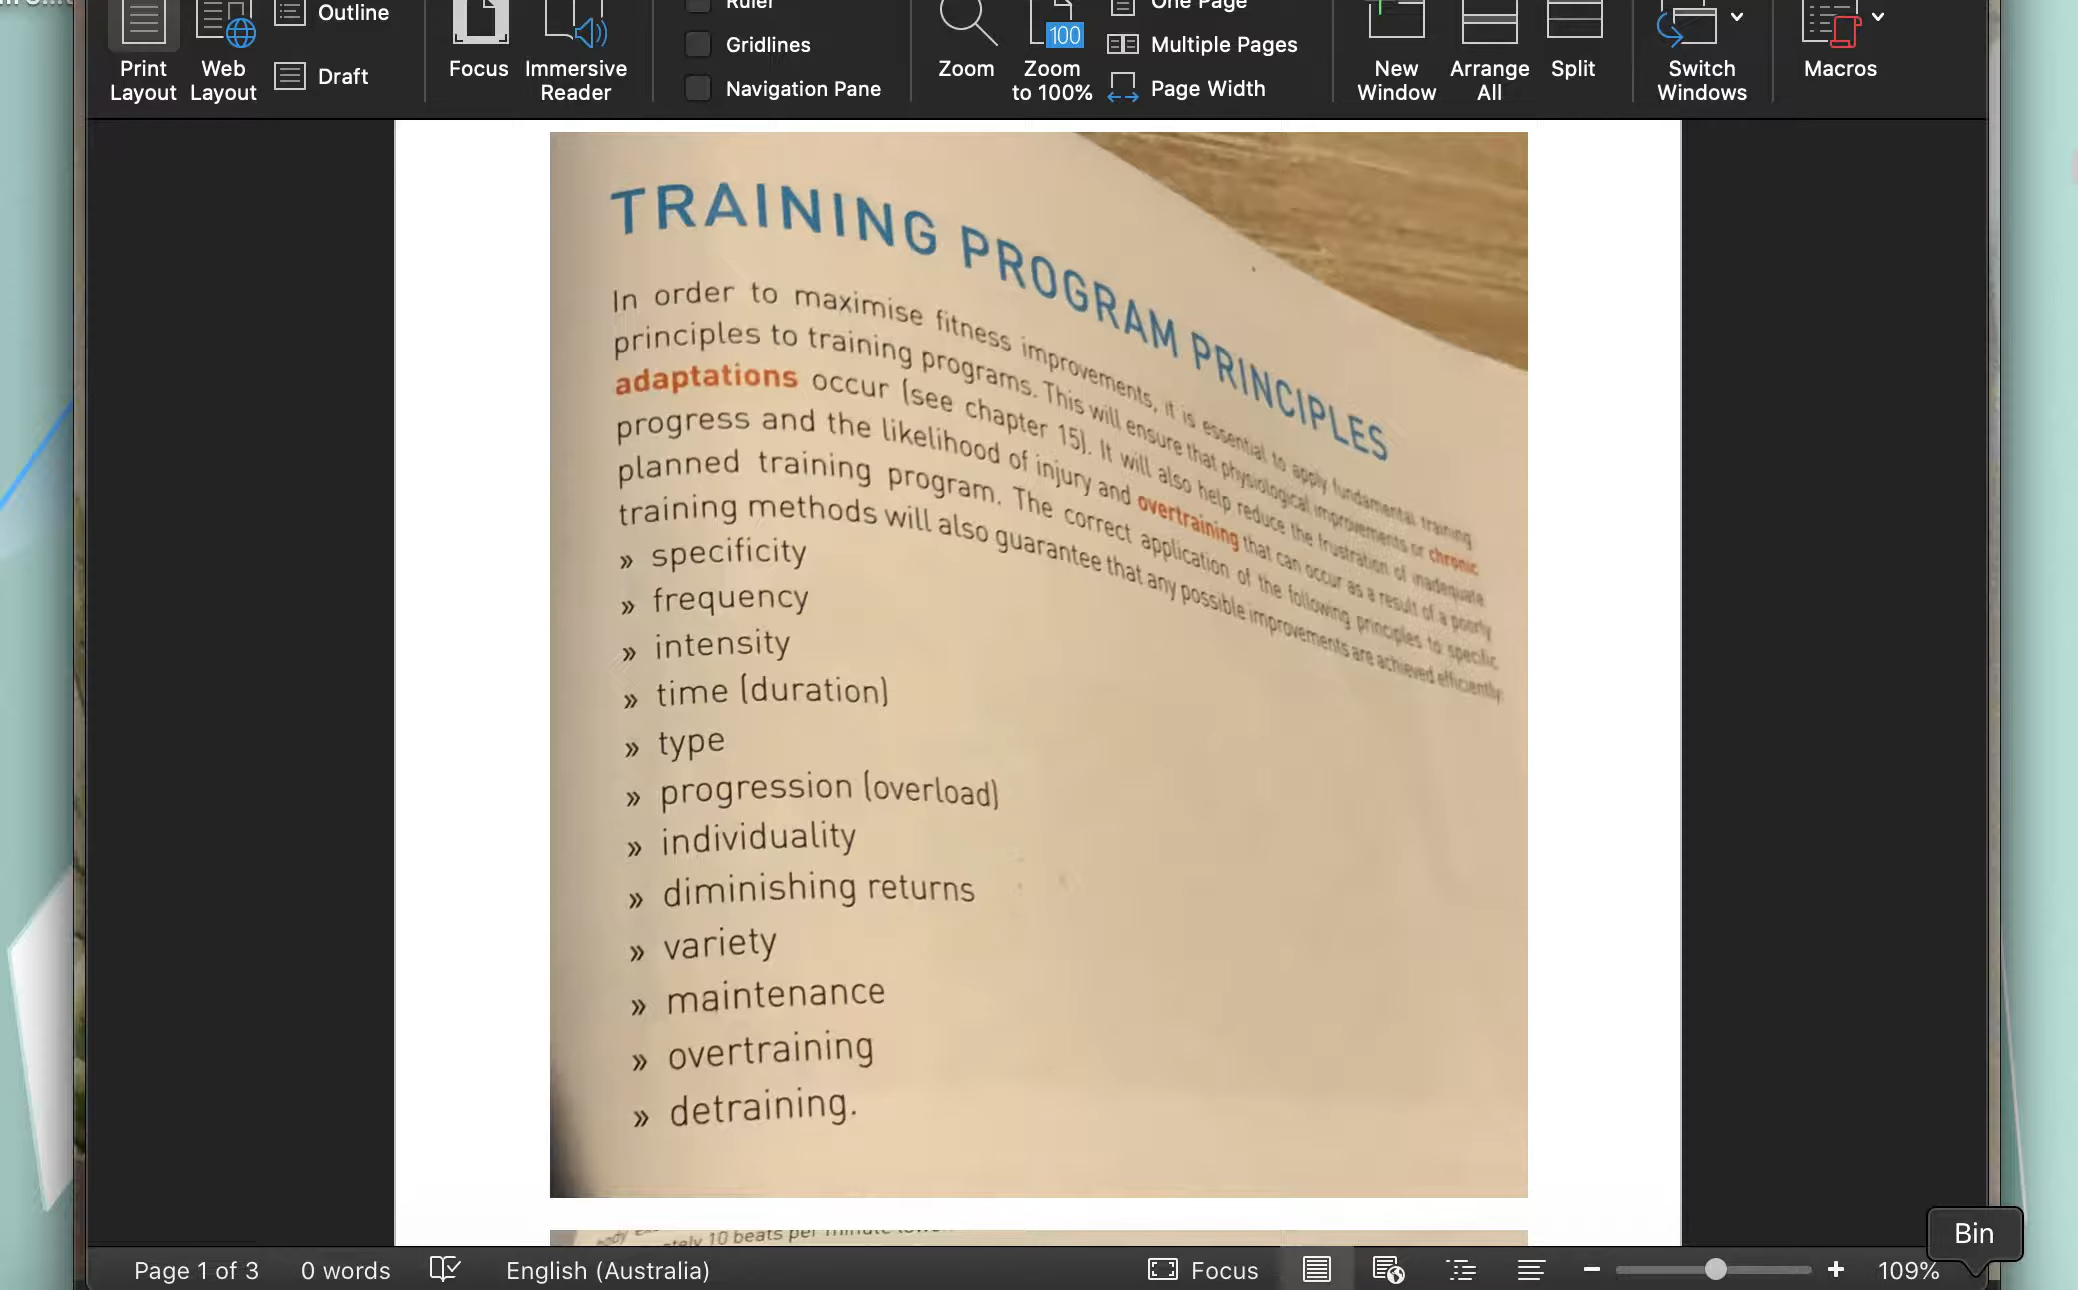 Outline
Draft
Print Layout
Web Layout
Focus
Immersive Reader
Ruler
Gridlines
Navigation Pane
Zoom
100
Zoom to 100%
One Page
Multiple Pages
Page Width
New Window
Arrange All
Split
Switch Windows
Macros
TRAINING PROGRAM PRINCIPLES
In order to maximise fitness improvements, it is essential to apply fundamental training
principles to training programs. This will ensure that physiological improvements or chronic
adaptations occur (see chapter 15). It will also help reduce the frustration of inadequate
progress and the likelihood of injury and overtraining that can occur as a result of a poorly
planned training program. The correct application of the following principles to specific
training methods will also guarantee that any possible improvements are achieved efficiently:
» specificity
» frequency
» intensity
» time (duration)
» type
» progression (overload)
» individuality
» diminishing returns
» variety
» maintenance
» overtraining
» detraining.
10 beats per minute
Bin
Page 1 of 3
0 words
English (Australia)
Focus
109%